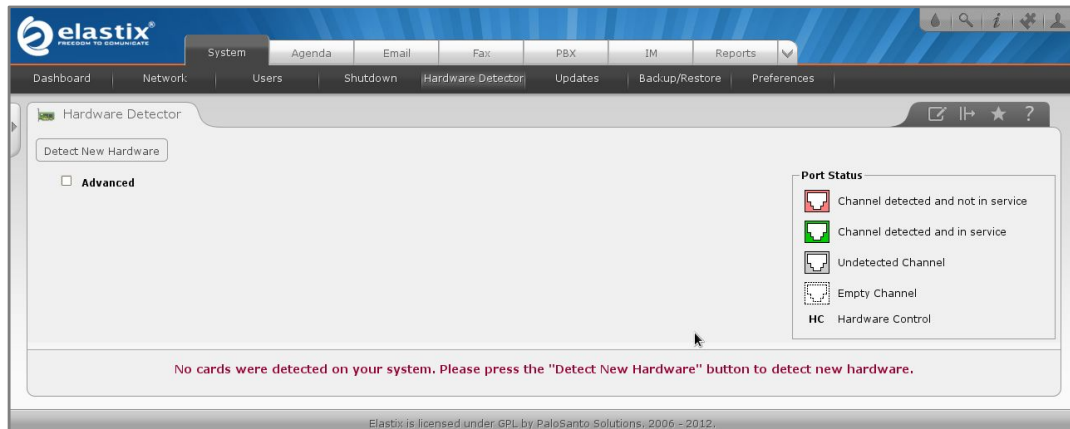 elastix®
FREEDOM TO COMUNICATE
System Agenda Email Fax PBX IM Reports
Dashboard Network Users Shutdown Hardware Detector Updates Backup/Restore Preferences
Hardware Detector
Detect New Hardware
Advanced
Port Status
Channel detected and not in service
Channel detected and in service
Undetected Channel
Empty Channel
HC Hardware Control
No cards were detected on your system. Please press the "Detect New Hardware" button to detect new hardware.
Elastix is licensed under GPL by PaloSanto Solutions. 2006 - 2012.